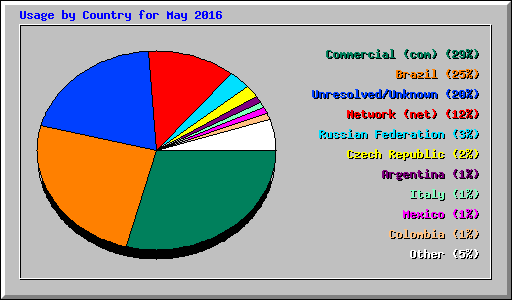 Usage by Country for May 2016
Commercial (com) (29%)
Brazil (25%)
Unresolved/Unknown (20%)
Network (net) (12%)
Russian Federation (3%)
Czech Republic (2%)
Argentina (1%)
Italy (1%)
Mexico (1%)
Colombia (1%)
Other (5%)